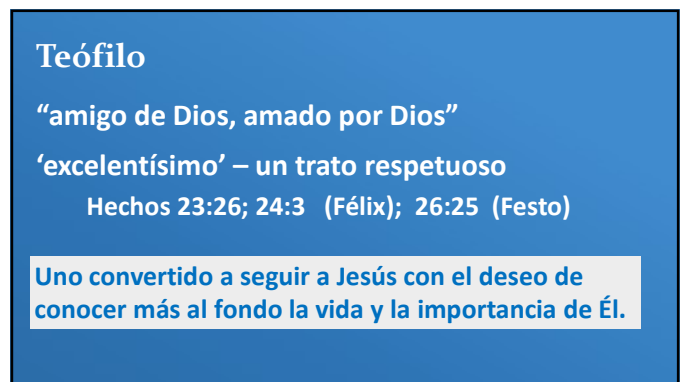 Teófilo
“amigo de Dios, amado por Dios”
‘excelentísimo’ – un trato respetuoso
Hechos 23:26; 24:3 (Félix); 26:25 (Festo)
Uno convertido a seguir a Jesús con el deseo de
conocer más al fondo la vida y la importancia de Él.